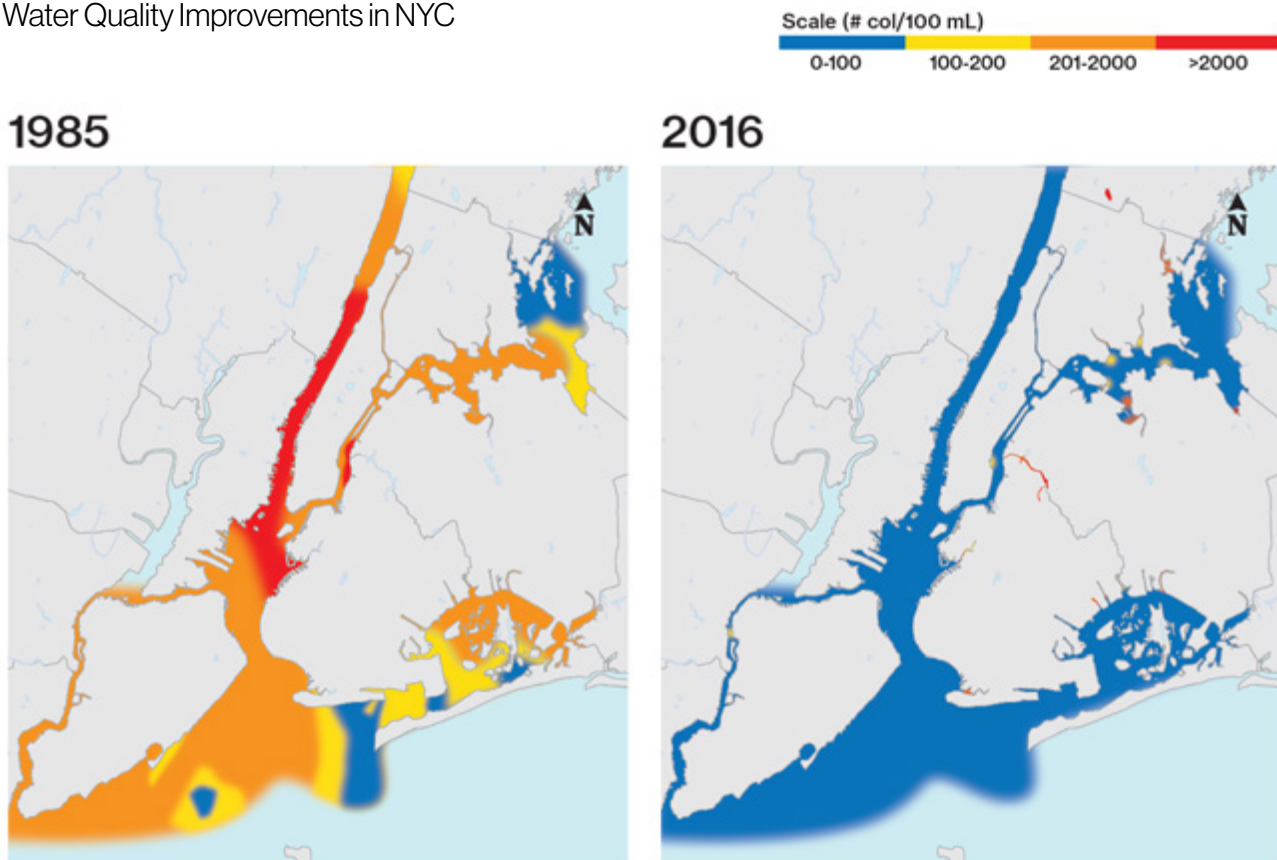 Water Quality Improvements in NYC
Scale (# col/100 mL)
0-100 100-200 201-2000 >2000
1985 2016
N N